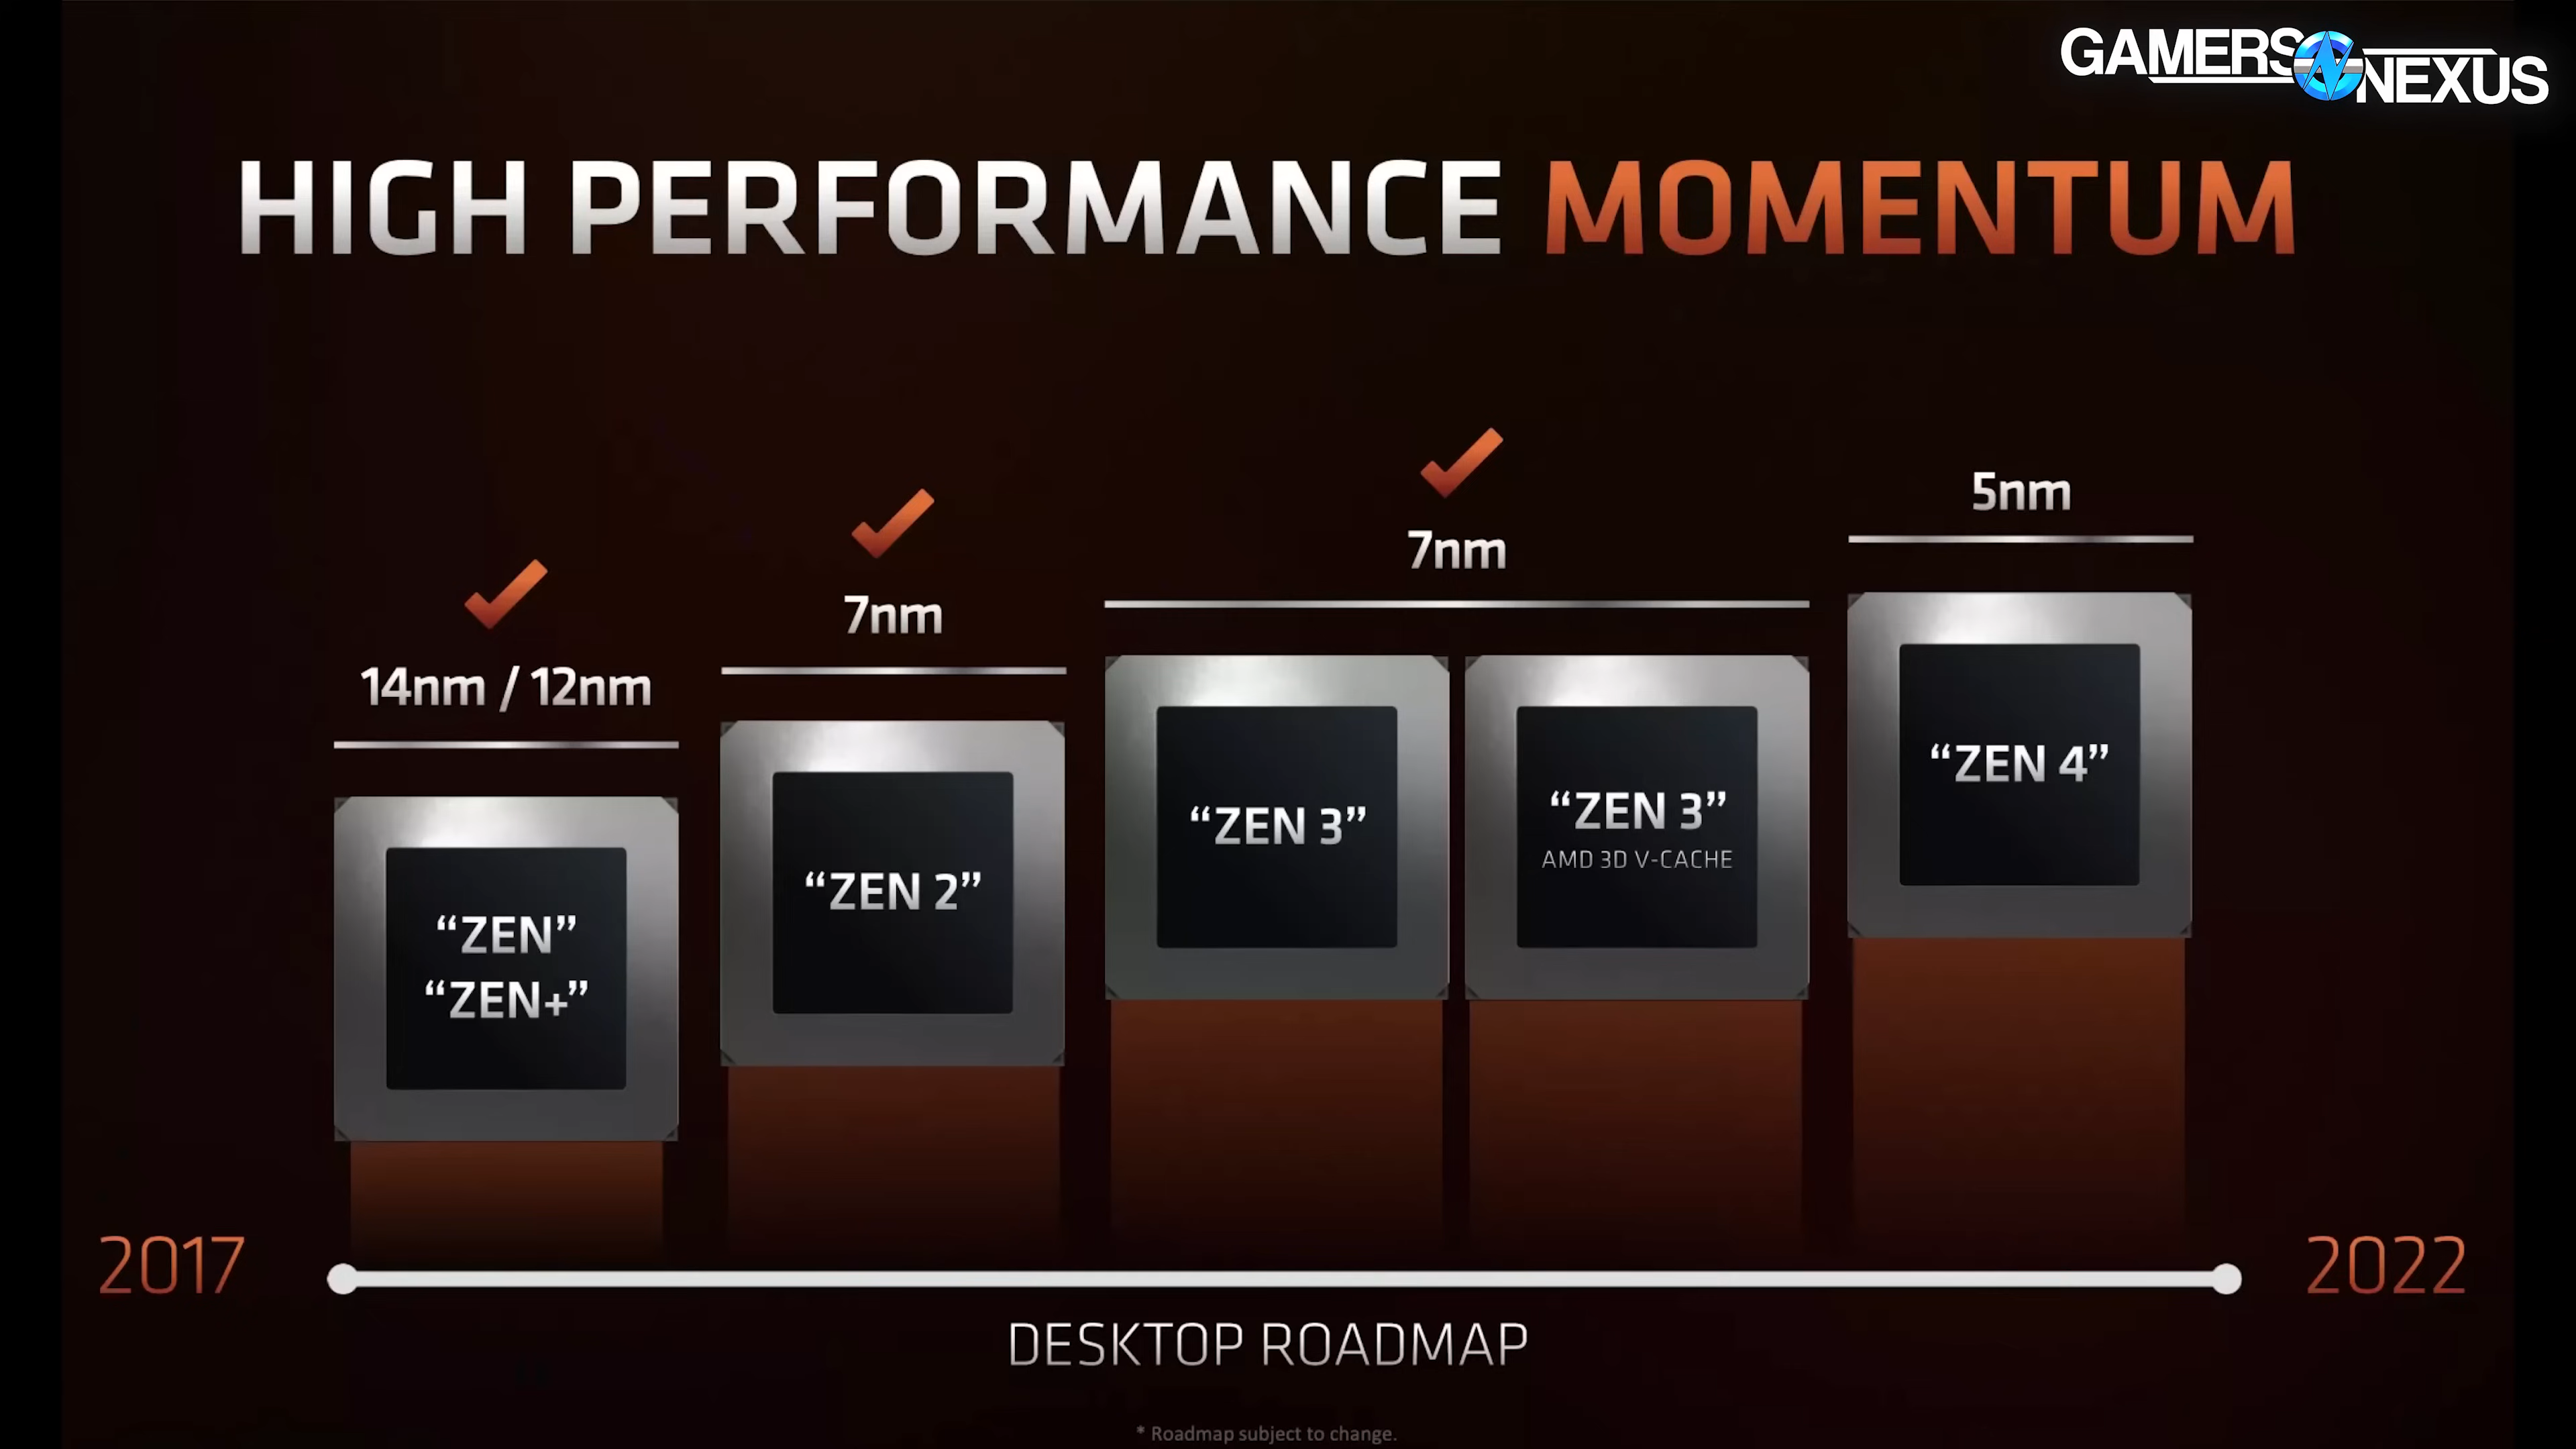 GAMERS NEXUS
HIGH PERFORMANCE MOMENTUM
14nm / 12nm
7nm
7nm
5nm
“ZEN”
“ZEN+”
“ZEN 2”
“ZEN 3”
“ZEN 3”
AMD 3D V-CACHE
“ZEN 4”
2017
2022
DESKTOP ROADMAP
* Roadmap subject to change.